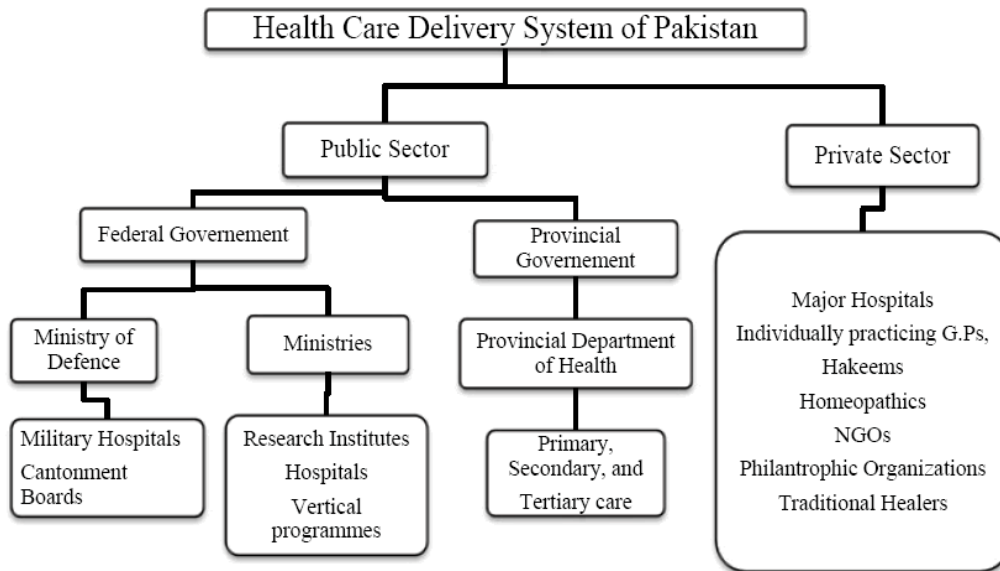 Health Care Delivery System of Pakistan
Public Sector
Private Sector
Federal Governement
Provincial
Governement
Ministry of
Defence
Ministries
Provincial Department
of Health
Military Hospitals
Cantonment
Boards
Research Institutes
Hospitals
Vertical
programmes
Primary,
Secondary, and
Tertiary care
Major Hospitals
Individually practicing G.Ps,
Hakeems
Homeopathics
NGOs
Philantrophic Organizations
Traditional Healers